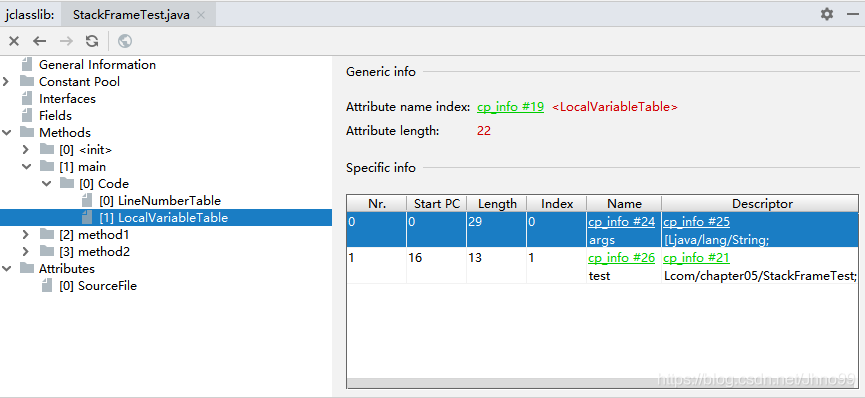 jclasslib: StackFrameTest.java
General Information
Constant Pool
Interfaces
Fields
Methods
[0] <init>
[1] main
[0] Code
[0] LineNumberTable
[1] LocalVariableTable
[2] method1
[3] method2
Attributes
[0] SourceFile
Generic info
Attribute name index: cp_info #19 <LocalVariableTable>
Attribute length: 22
Specific info
Nr. Start PC Length Index Name Descriptor
0 0 29 0 cp_info #24 cp_info #25
args [Ljava/lang/String;
1 16 13 1 cp_info #26 cp_info #21
test Lcom/chapter05/StackFrameTest;
https://blog.csdn.net/Jhno99